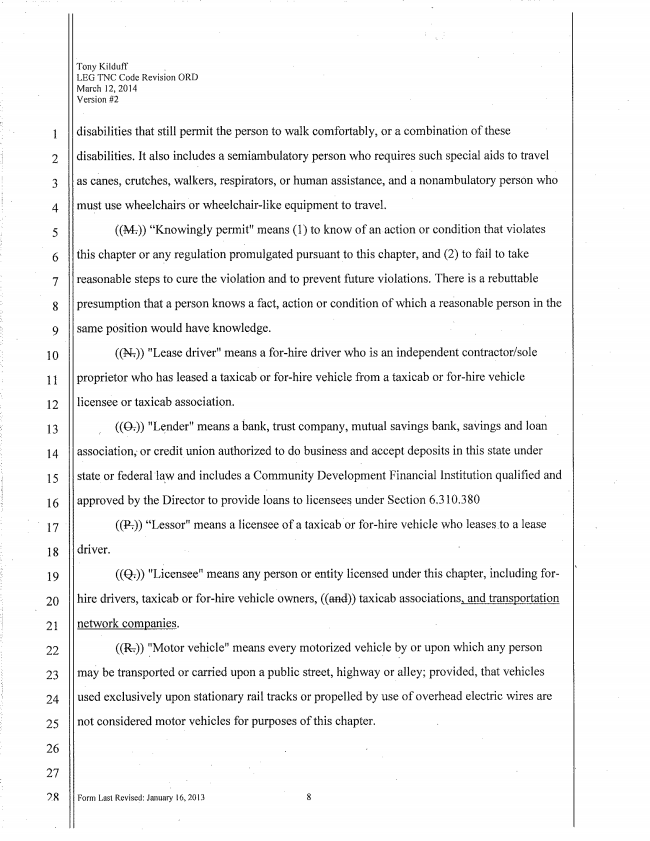 Tony Kilduff
LEG TNC Code Revision ORD
March 12, 2014
Version #2
1 disabilities that still permit the person to walk comfortably, or a combination of these
2 disabilities. It also includes a semiambulatory person who requires such special aids to travel
3 as canes, crutches, walkers, respirators, or human assistance, and a nonambulatory person who
4 must use wheelchairs or wheelchair-like equipment to travel.
5 ((M.)) “Knowingly permit" means (1) to know of an action or condition that violates
6 this chapter or any regulation promulgated pursuant to this chapter, and (2) to fail to take
7 reasonable steps to cure the violation and to prevent future violations. There is a rebuttable
8 presumption that a person knows a fact, action or condition of which a reasonable person in the
9 same position would have knowledge.
10 ((N.)) "Lease driver" means a for-hire driver who is an independent contractor/sole
11 proprietor who has leased a taxicab or for-hire vehicle from a taxicab or for-hire vehicle
12 licensee or taxicab association.
13 ((O.)) "Lender" means a bank, trust company, mutual savings bank, savings and loan
14 association, or credit union authorized to do business and accept deposits in this state under
15 state or federal law and includes a Community Development Financial Institution qualified and
16 approved by the Director to provide loans to licensees under Section 6.310.380
17 ((P.)) “Lessor" means a licensee of a taxicab or for-hire vehicle who leases to a lease
18 driver.
19 ((Q.)) "Licensee" means any person or entity licensed under this chapter, including for-
20 hire drivers, taxicab or for-hire vehicle owners, ((and)) taxicab associations, and transportation
21 network companies.
22 ((R.)) "Motor vehicle" means every motorized vehicle by or upon which any person
23 may be transported or carried upon a public street, highway or alley; provided, that vehicles
24 used exclusively upon stationary rail tracks or propelled by use of overhead electric wires are
25 not considered motor vehicles for purposes of this chapter.
26
27
28 Form Last Revised: January 16, 2013 8